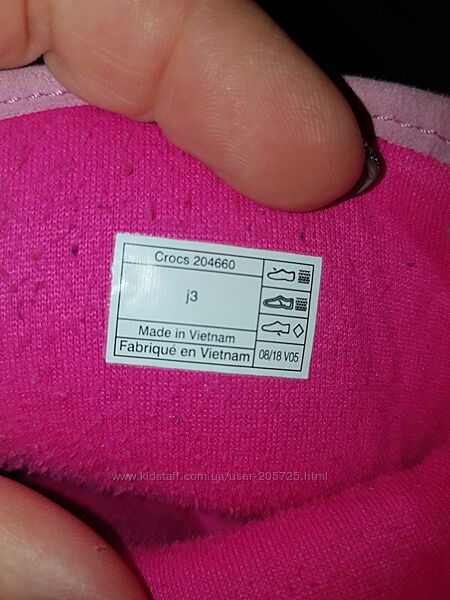 Crocs 204660
j3
Made in Vietnam
Fabriqué en Vietnam
08/18 V05
www.kidstaff.com.ua/user-205725.html